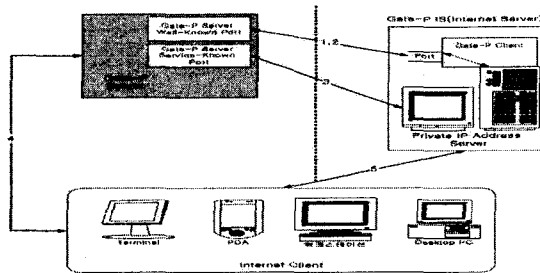 Gate-P IS(Internet Server)
Gate-P Server
Well-Known Port
Gate-P Server
Service-Known
Port
1,2
Gate-P Client
Port
3
Private IP Address
Server
4
5
Terminal
PDA
Desktop PC
Internet Client